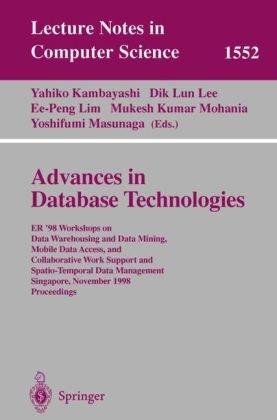 Lecture Notes in
Computer Science 1552
Yahiko Kambayashi Dik Lun Lee
Ee-Peng Lim Mukesh Kumar Mohania
Yoshifumi Masunaga (Eds.)
Advances in
Database Technologies
ER '98 Workshops on
Data Warehousing and Data Mining,
Mobile Data Access, and
Collaborative Work Support and
Spatio-Temporal Data Management
Singapore, November 1998
Proceedings
Springer